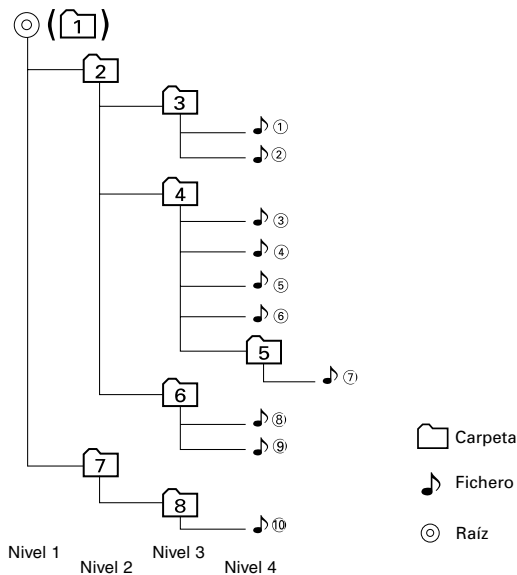 (1)
2
3
①
②
4
③
④
⑤
⑥
5
⑦
6
⑧
⑨
7
8
⑩
Carpeta
Fichero
Raíz
Nivel 1
Nivel 2
Nivel 3
Nivel 4